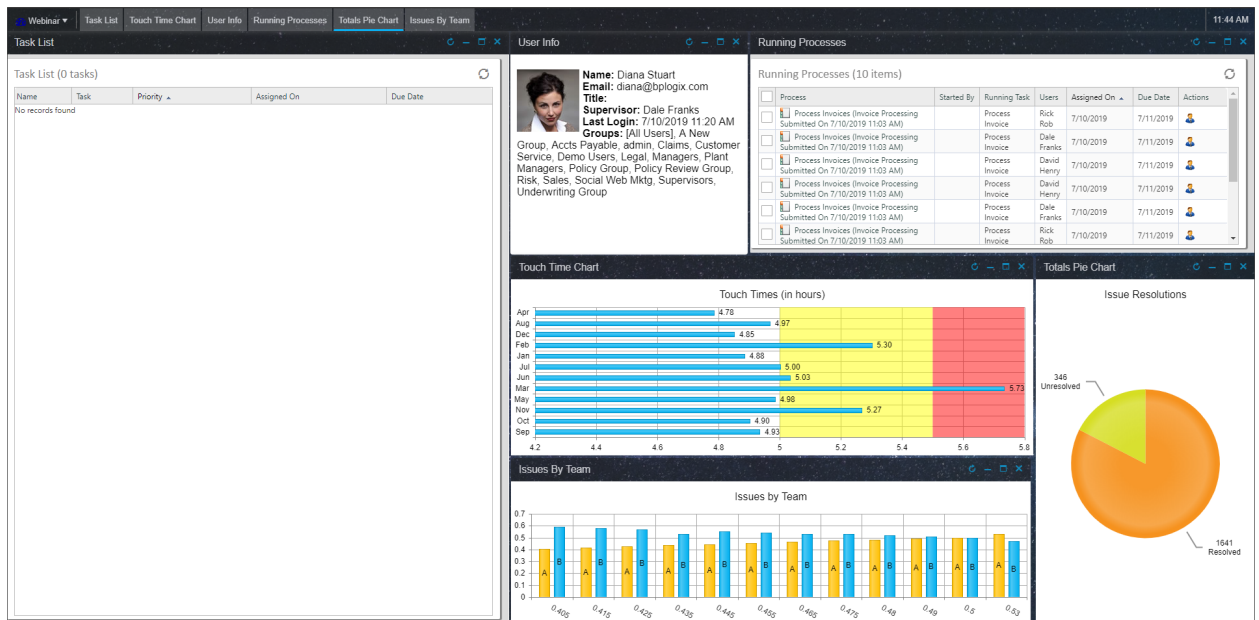 Webinar
Task List
Touch Time Chart
User Info
Running Processes
Totals Pie Chart
Issues By Team
11:44 AM
Task List
Task List (0 tasks)
Name Task Priority Assigned On Due Date
No records found
User Info
Name: Diana Stuart
Email: diana@bplogix.com
Title:
Supervisor: Dale Franks
Last Login: 7/10/2019 11:20 AM
Groups: [All Users], A New
Group, Accts Payable, admin, Claims, Customer
Service, Demo Users, Legal, Managers, Plant
Managers, Policy Group, Policy Review Group,
Risk, Sales, Social Web Mktg, Supervisors,
Underwriting Group
Running Processes
Running Processes (10 items)
Process Started By Running Task Users Assigned On Due Date Actions
Process Invoices (Invoice Processing Process Rick
Submitted On 7/10/2019 11:03 AM) Invoice Rob 7/10/2019 7/11/2019
Process Invoices (Invoice Processing Process Dale
Submitted On 7/10/2019 11:03 AM) Invoice Franks 7/10/2019 7/11/2019
Process Invoices (Invoice Processing Process David
Submitted On 7/10/2019 11:03 AM) Invoice Henry 7/10/2019 7/11/2019
Process Invoices (Invoice Processing Process David
Submitted On 7/10/2019 11:03 AM) Invoice Henry 7/10/2019 7/11/2019
Process Invoices (Invoice Processing Process Dale
Submitted On 7/10/2019 11:03 AM) Invoice Franks 7/10/2019 7/11/2019
Process Invoices (Invoice Processing Process Rick
Submitted On 7/10/2019 11:03 AM) Invoice Rob 7/10/2019 7/11/2019
Touch Time Chart
Touch Times (in hours)
Apr 4.78
Aug 4.97
Dec 4.85
Feb 5.30
Jan 4.88
Jul 5.00
Jun 5.03
Mar 5.73
May 4.98
Nov 5.27
Oct 4.90
Sep 4.93
4.2 4.4 4.6 4.8 5 5.2 5.4 5.6 5.8
Totals Pie Chart
Issue Resolutions
346
Unresolved
1641
Resolved
Issues By Team
Issues by Team
0.7
0.6
0.5
0.4
0.3
0.2
0.1
0
A B A B A B A B A B A B A B A B A B A B A B A B
0.405 0.415 0.425 0.435 0.445 0.455 0.465 0.475 0.48 0.49 0.5 0.53